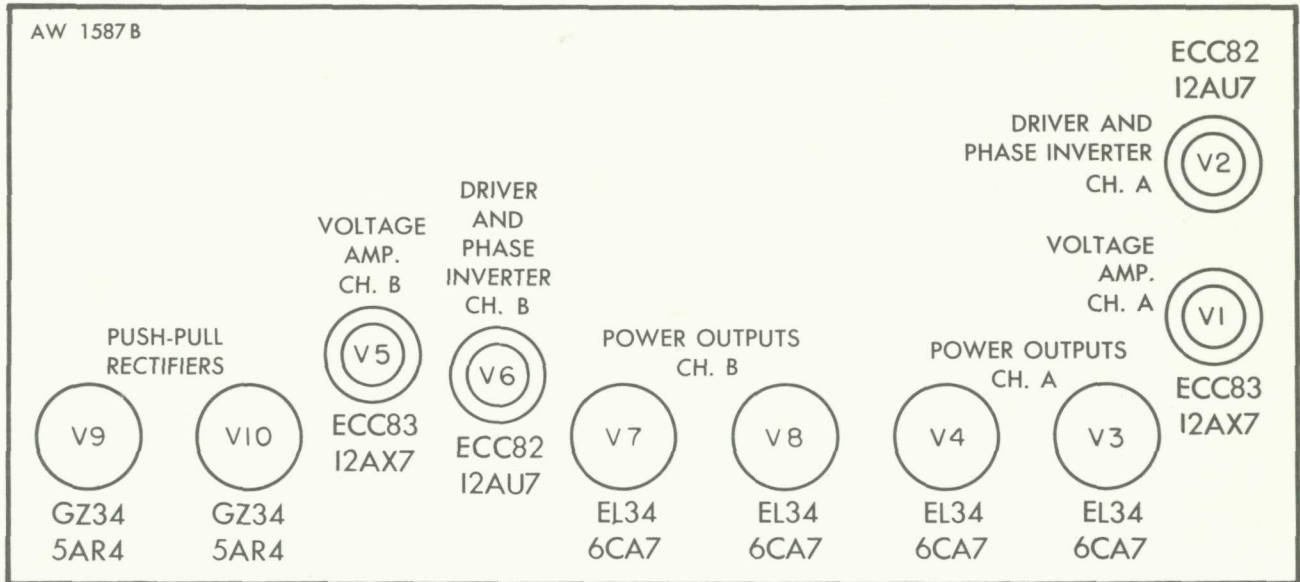 AW 1587B
ECC82
12AU7
DRIVER AND
PHASE INVERTER
CH. A
V2
VOLTAGE
AMP.
CH. A
V1
ECC83
12AX7
PUSH-PULL
RECTIFIERS
V9
GZ34
5AR4
V10
GZ34
5AR4
VOLTAGE
AMP.
CH. B
V5
ECC83
12AX7
DRIVER
AND
PHASE
INVERTER
CH. B
V6
ECC82
12AU7
POWER OUTPUTS
CH. B
V7
EL34
6CA7
V8
EL34
6CA7
POWER OUTPUTS
CH. A
V4
EL34
6CA7
V3
EL34
6CA7